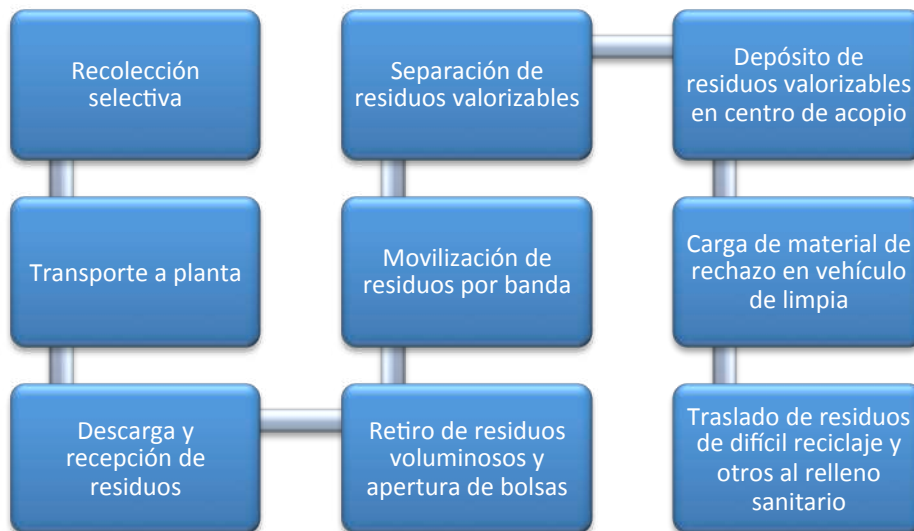 Recolección
selectiva
Transporte a planta
Descarga y
recepción de
residuos
Retiro de residuos
voluminosos y
apertura de bolsas
Movilización de
residuos por banda
Separación de
residuos valorizables
Depósito de
residuos valorizables
en centro de acopio
Carga de material de
rechazo en vehículo
de limpia
Traslado de residuos
de difícil reciclaje y
otros al relleno
sanitario